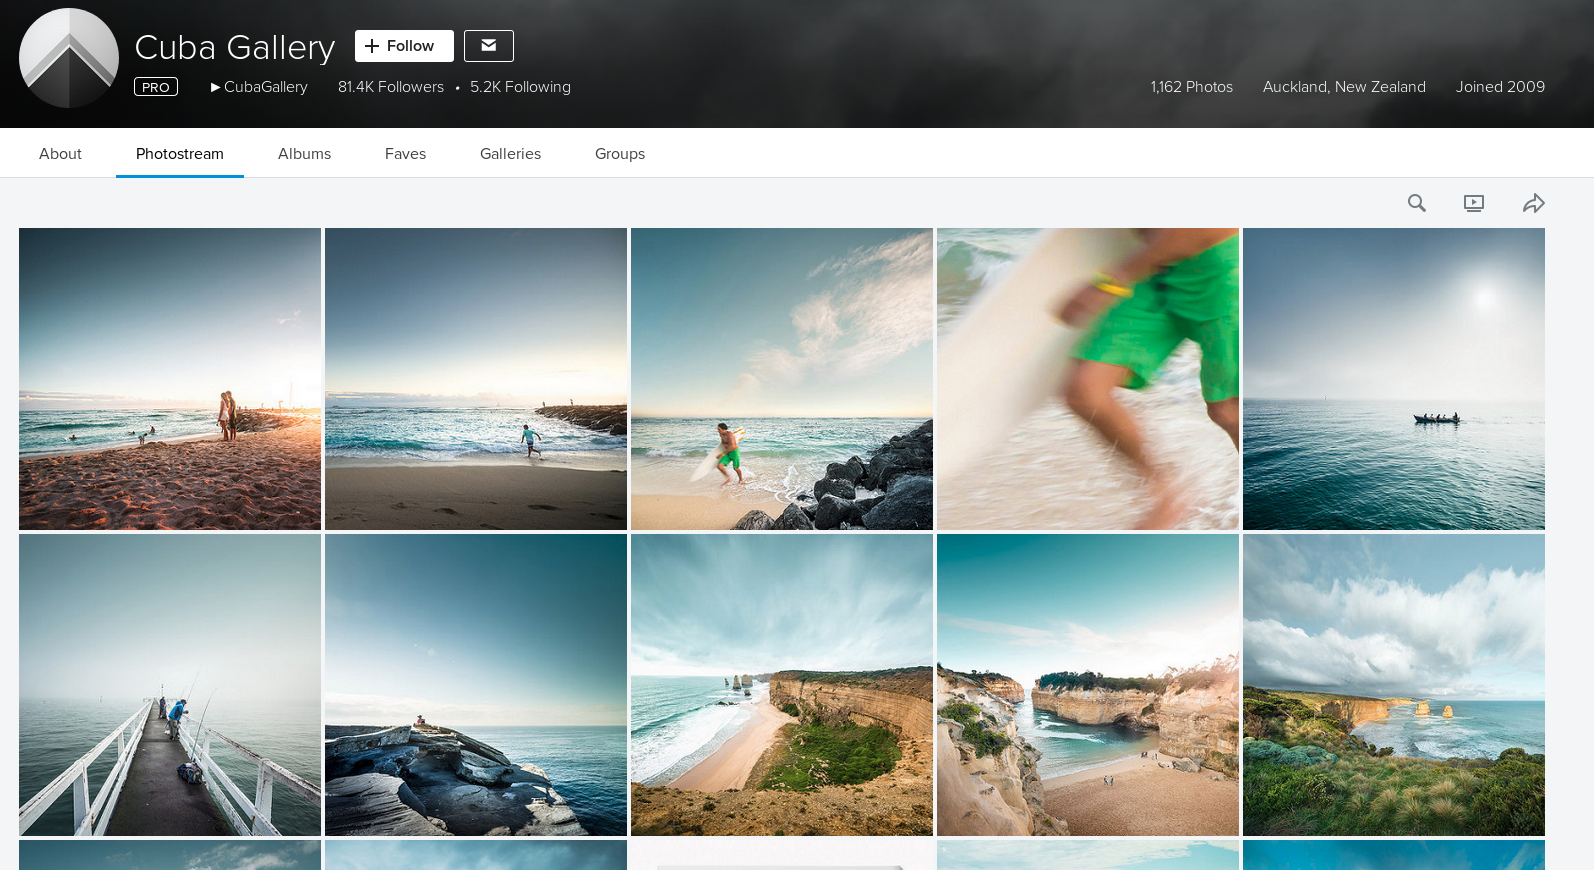 Cuba Gallery
Follow
PRO
CubaGallery
81.4K Followers • 5.2K Following
1,162 Photos
Auckland, New Zealand
Joined 2009
About
Photostream
Albums
Faves
Galleries
Groups